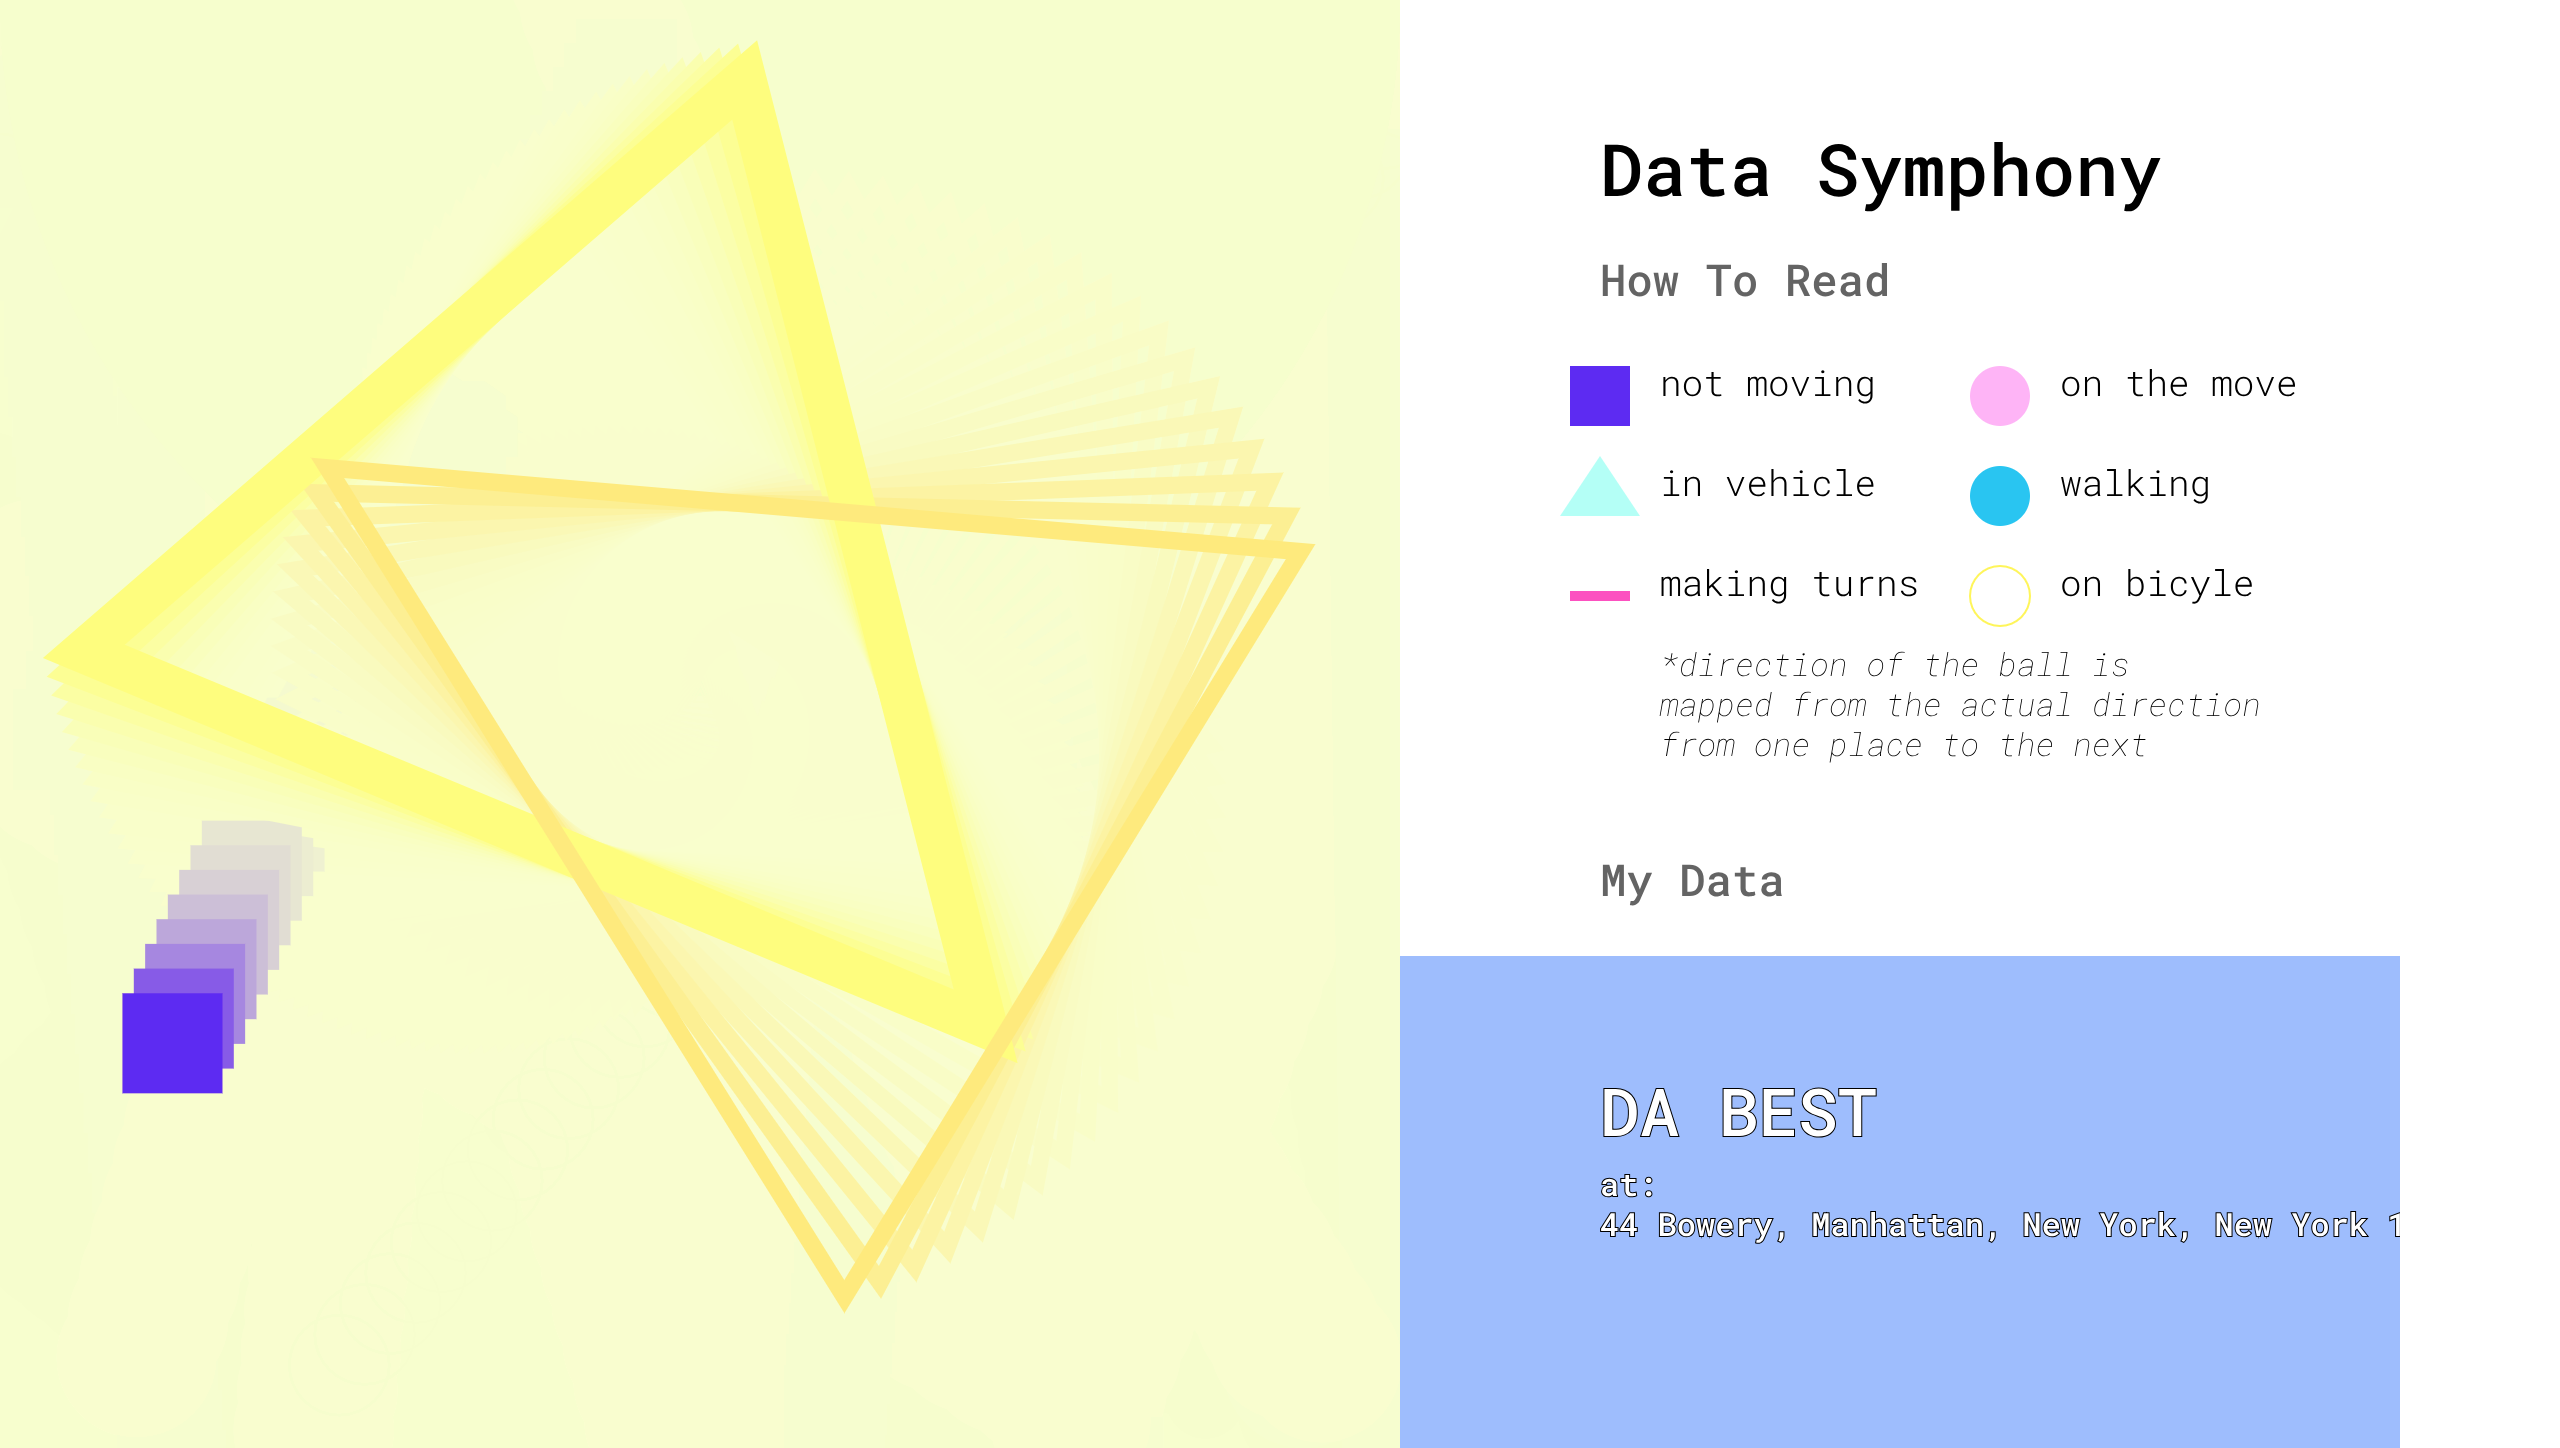 Data Symphony
How To Read
not moving
on the move
in vehicle
walking
making turns
on bicyle
*direction of the ball is
mapped from the actual direction
from one place to the next
My Data
DA BEST
at:
44 Bowery, Manhattan, New York, New York 1